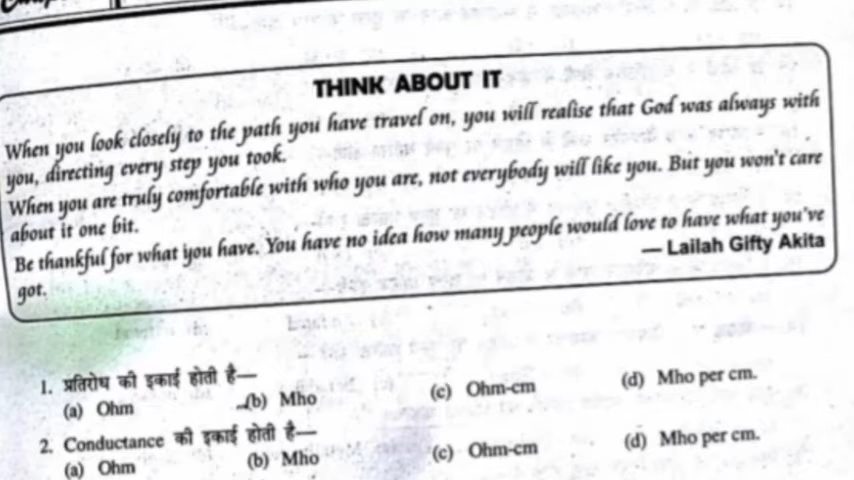 THINK ABOUT IT
When you look closely to the path you have travel on, you will realise that God was always with
you, directing every step you took.
When you are truly comfortable with who you are, not everybody will like you. But you won't care
about it one bit.
Be thankful for what you have. You have no idea how many people would love to have what you've
got.
— Lailah Gifty Akita
1. प्रतिरोध की इकाई होती है—
(a) Ohm (b) Mho (c) Ohm-cm (d) Mho per cm.
2. Conductance की इकाई होती है—
(a) Ohm (b) Mho (c) Ohm-cm (d) Mho per cm.